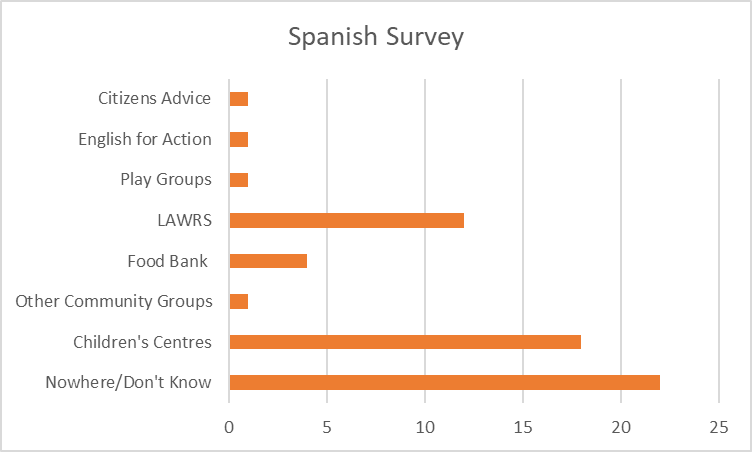 Spanish Survey
Citizens Advice
English for Action
Play Groups
LAWRS
Food Bank
Other Community Groups
Children's Centres
Nowhere/Don't Know
0 5 10 15 20 25